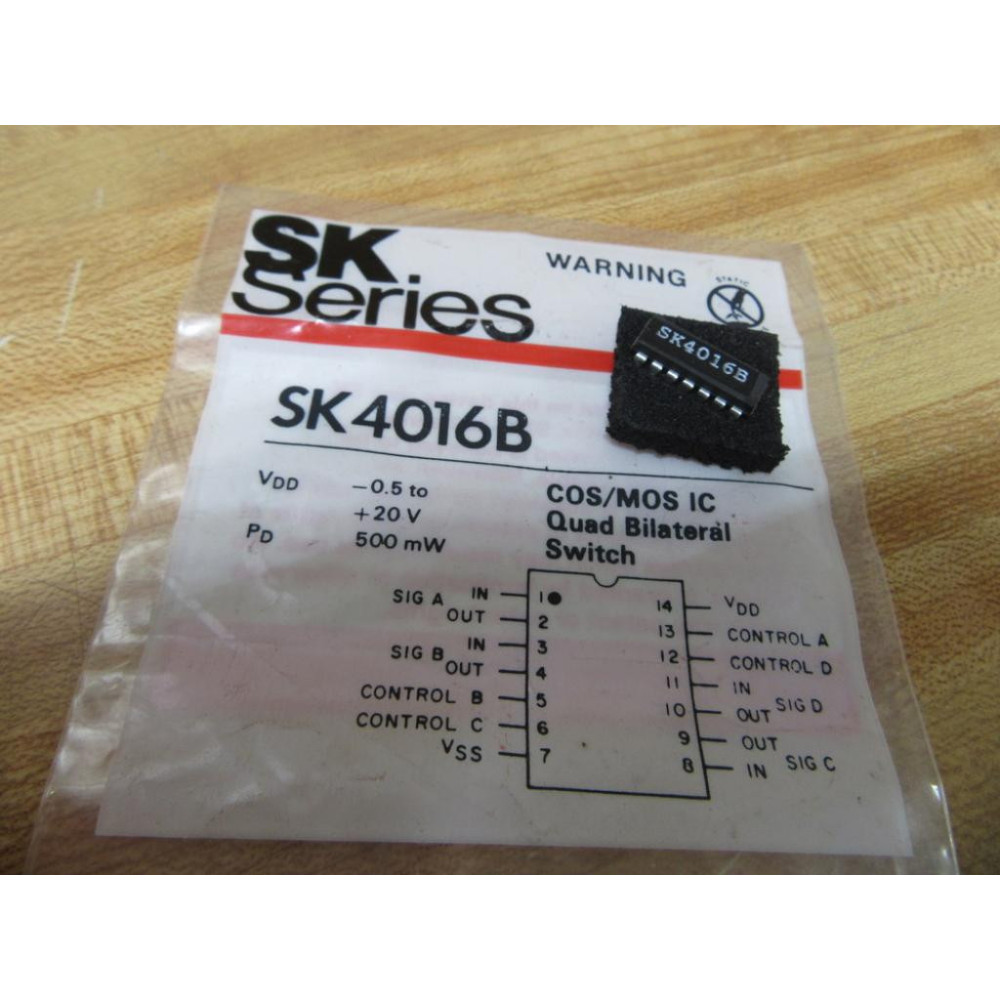 SK
Series
WARNING
STATIC
SK4016B
SK4016B
VDD -0.5 to
+20 V
PD 500 mW
COS/MOS IC
Quad Bilateral
Switch
SIG A IN 1
OUT 2
SIG B IN 3
OUT 4
CONTROL B 5
CONTROL C 6
VSS 7
14 VDD
13 CONTROL A
12 CONTROL D
11 IN SIG D
10 OUT
9 OUT SIG C
8 IN